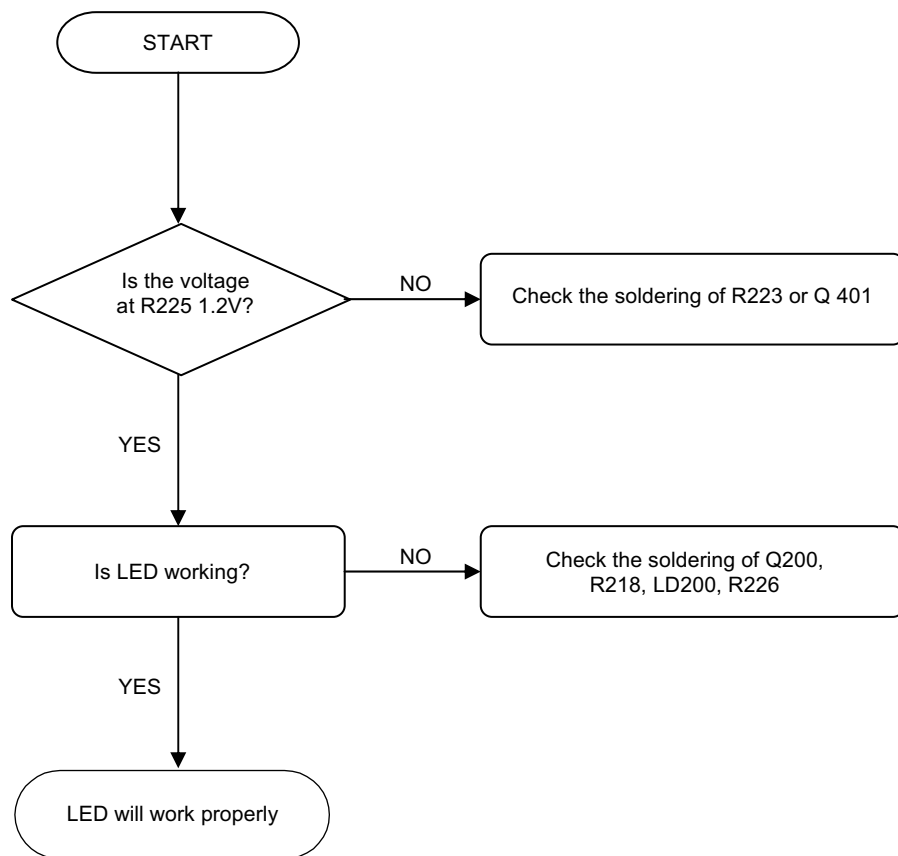 START
Is the voltage
at R225 1.2V?
NO
Check the soldering of R223 or Q 401
YES
Is LED working?
NO
Check the soldering of Q200,
R218, LD200, R226
YES
LED will work properly